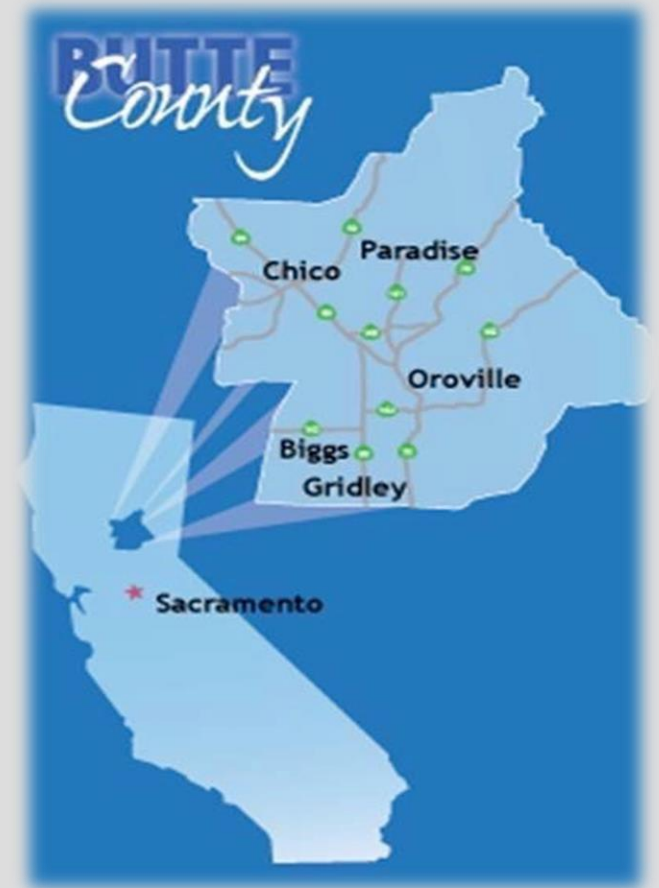 BUTTE
County
Paradise
Chico
Oroville
Biggs
Gridley
Sacramento